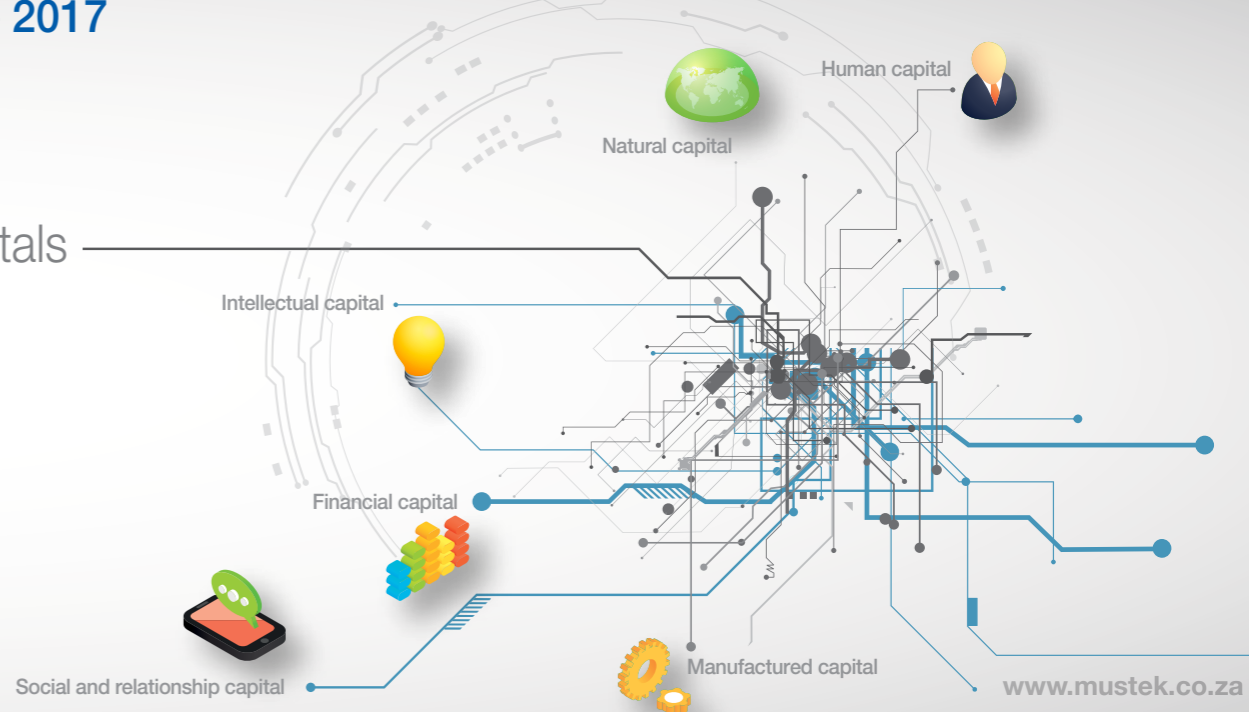 2017
Human capital
Natural capital
tals
Intellectual capital
Financial capital
Manufactured capital
Social and relationship capital
www.mustek.co.za